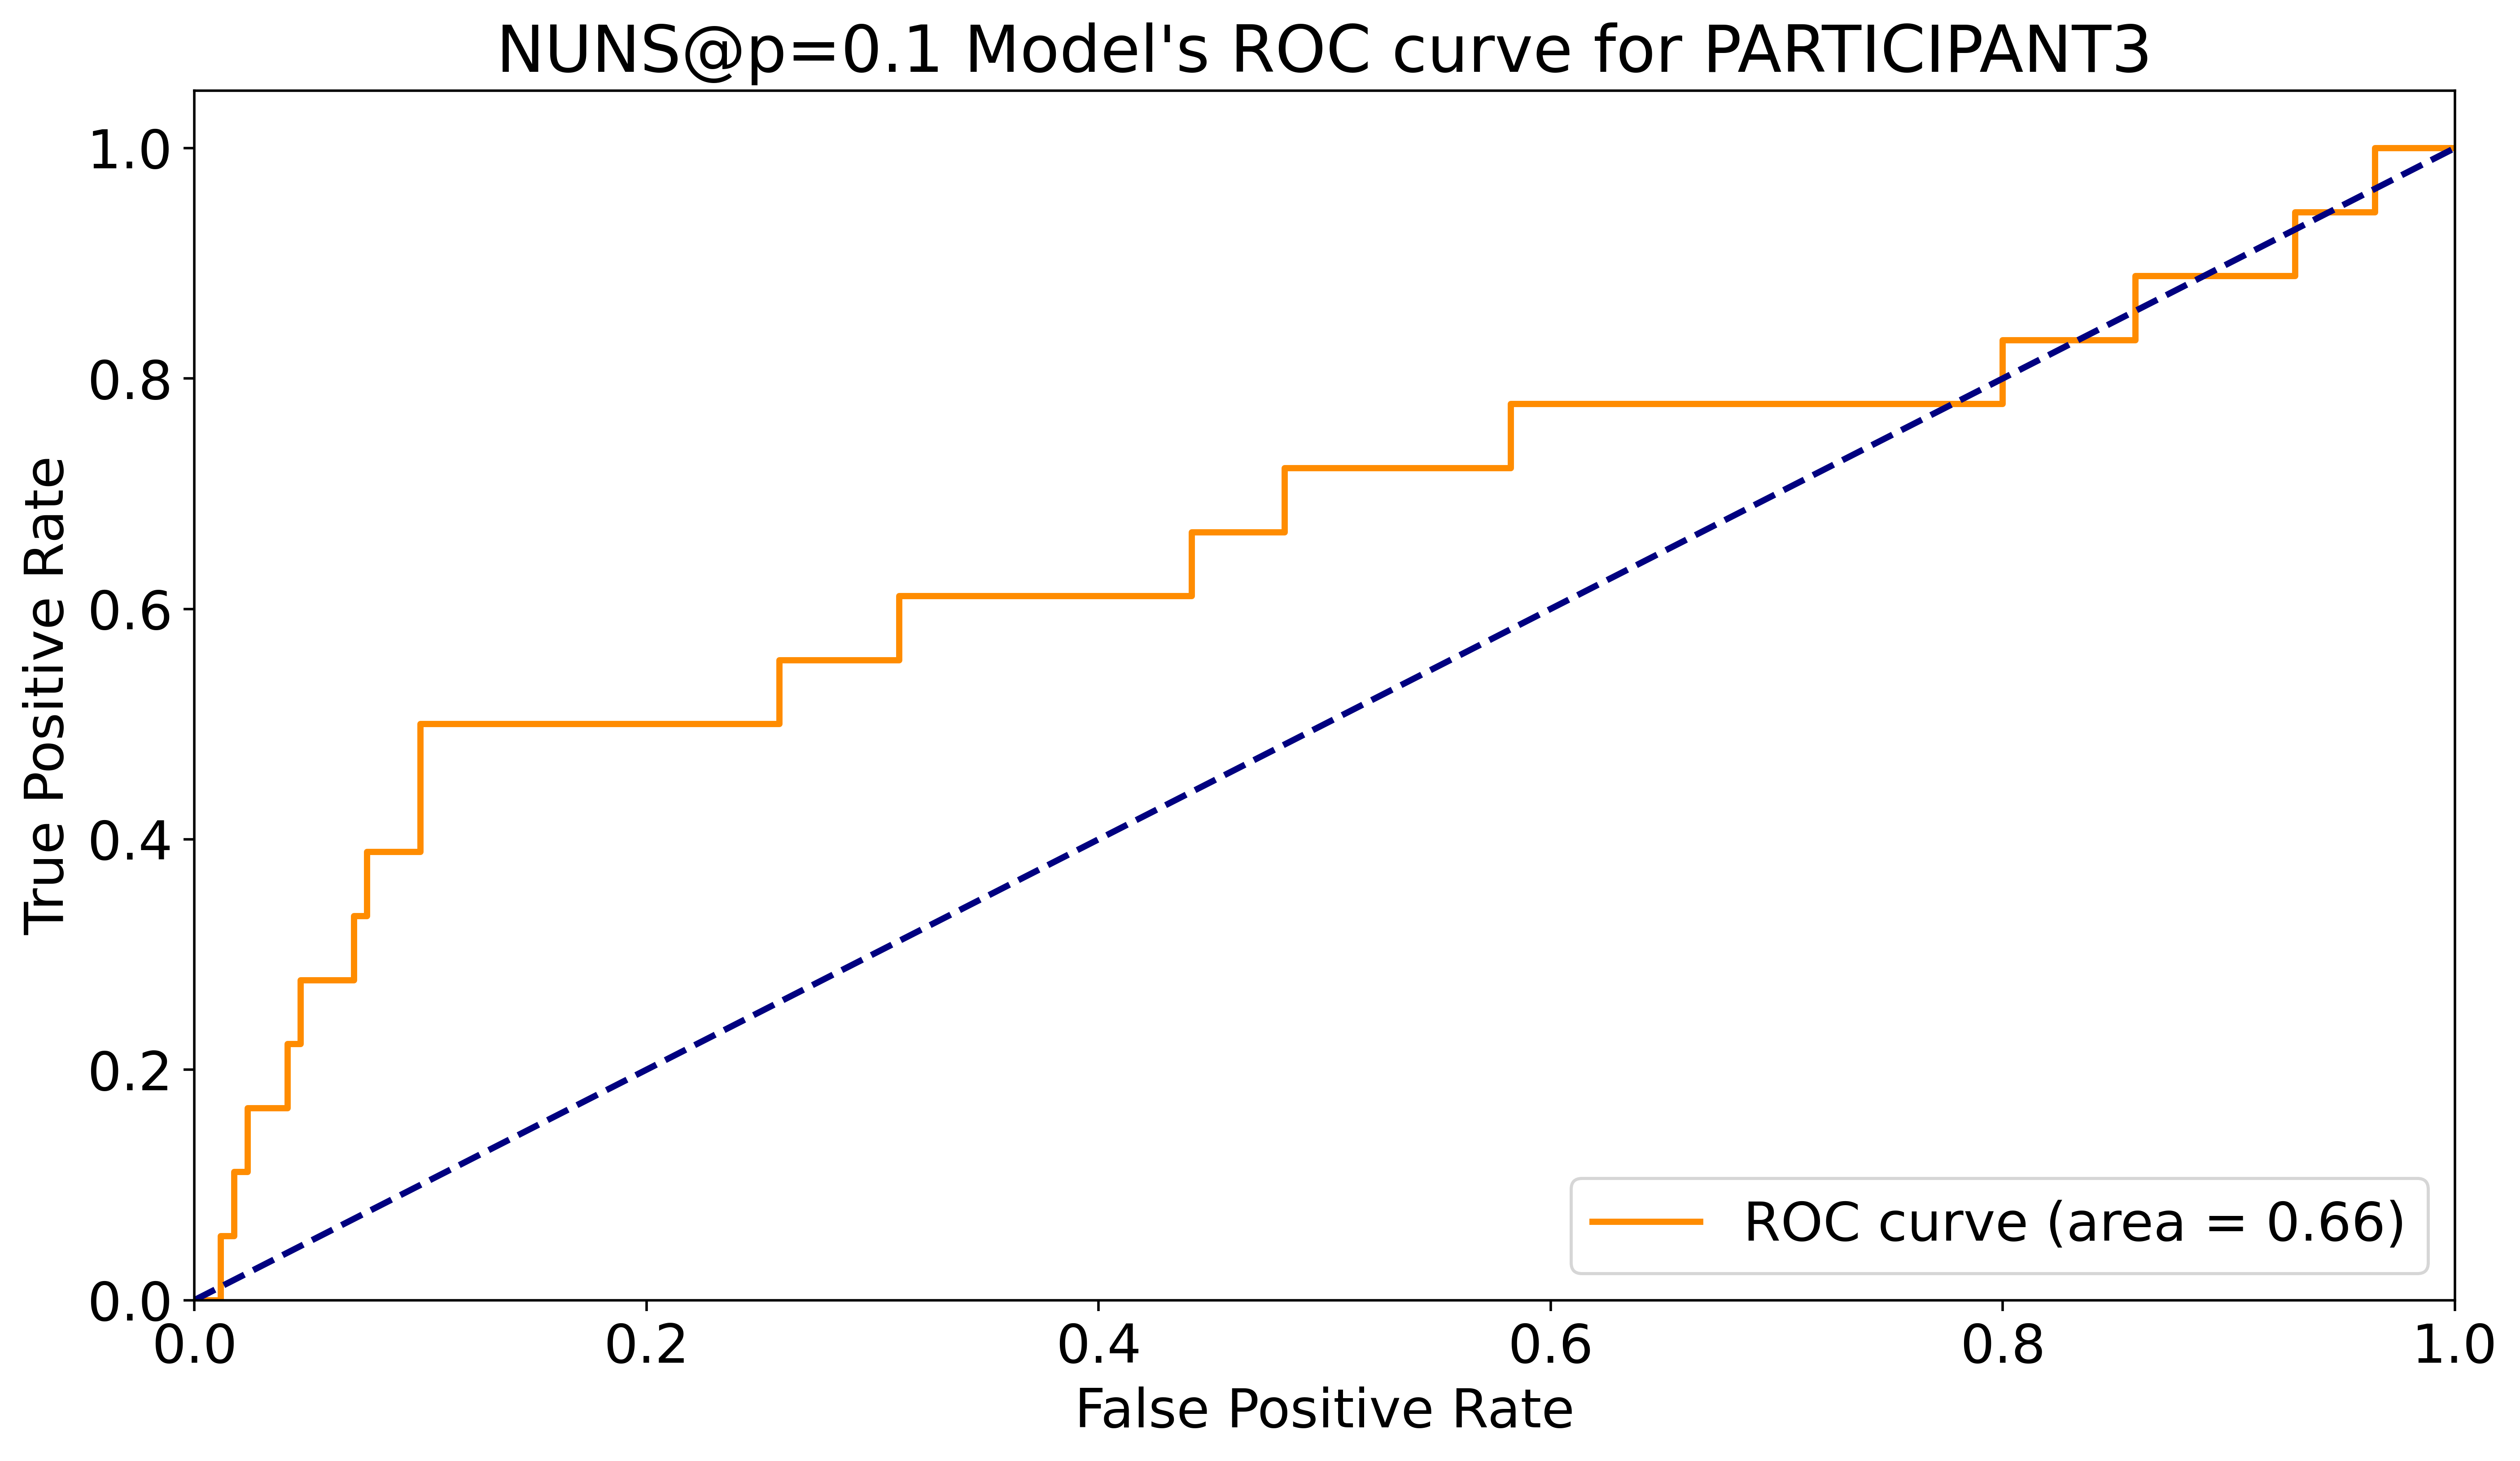 NUNS@p=0.1 Model's ROC curve for PARTICIPANT3
1.0
0.8
0.6
0.4
0.2
0.0
True Positive Rate
ROC curve (area = 0.66)
0.0 0.2 0.4 0.6 0.8 1.0
False Positive Rate